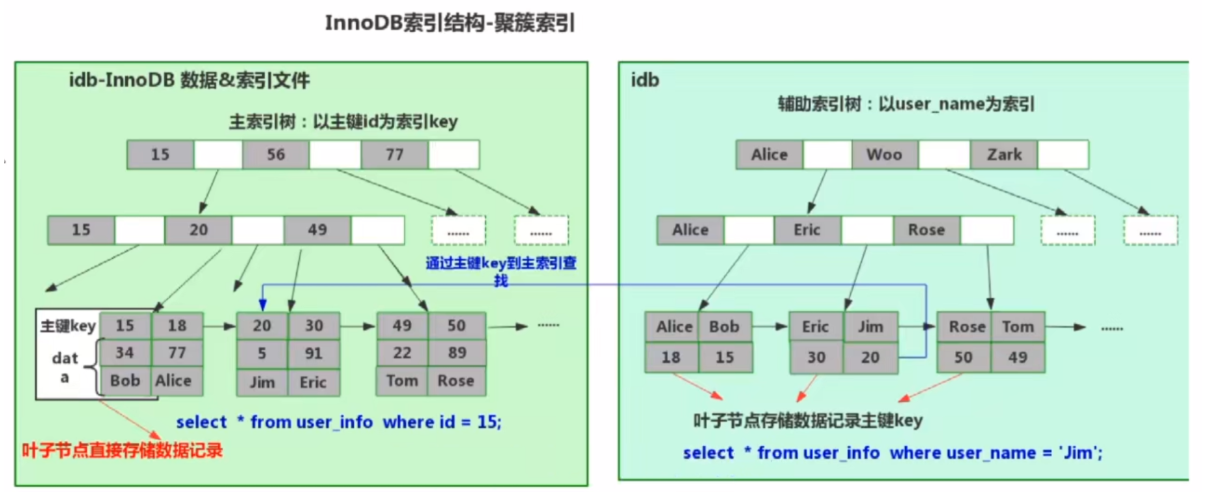 InnoDB索引结构-聚簇索引
idb-InnoDB 数据&索引文件
主索引树：以主键id为索引key
15 56 77
15 20 49 ...... ......
通过主键key到主索引查
找
主键key 15 18 20 30 49 50 ......
dat 34 77 5 91 22 89
a Bob Alice Jim Eric Tom Rose
select * from user_info where id = 15;
叶子节点直接存储数据记录
idb
辅助索引树：以user_name为索引
Alice Woo Zark
Alice Eric Rose ...... ......
Alice Bob Eric Jim Rose Tom ......
18 15 30 20 50 49
叶子节点存储数据记录主键key
select * from user_info where user_name = 'Jim';